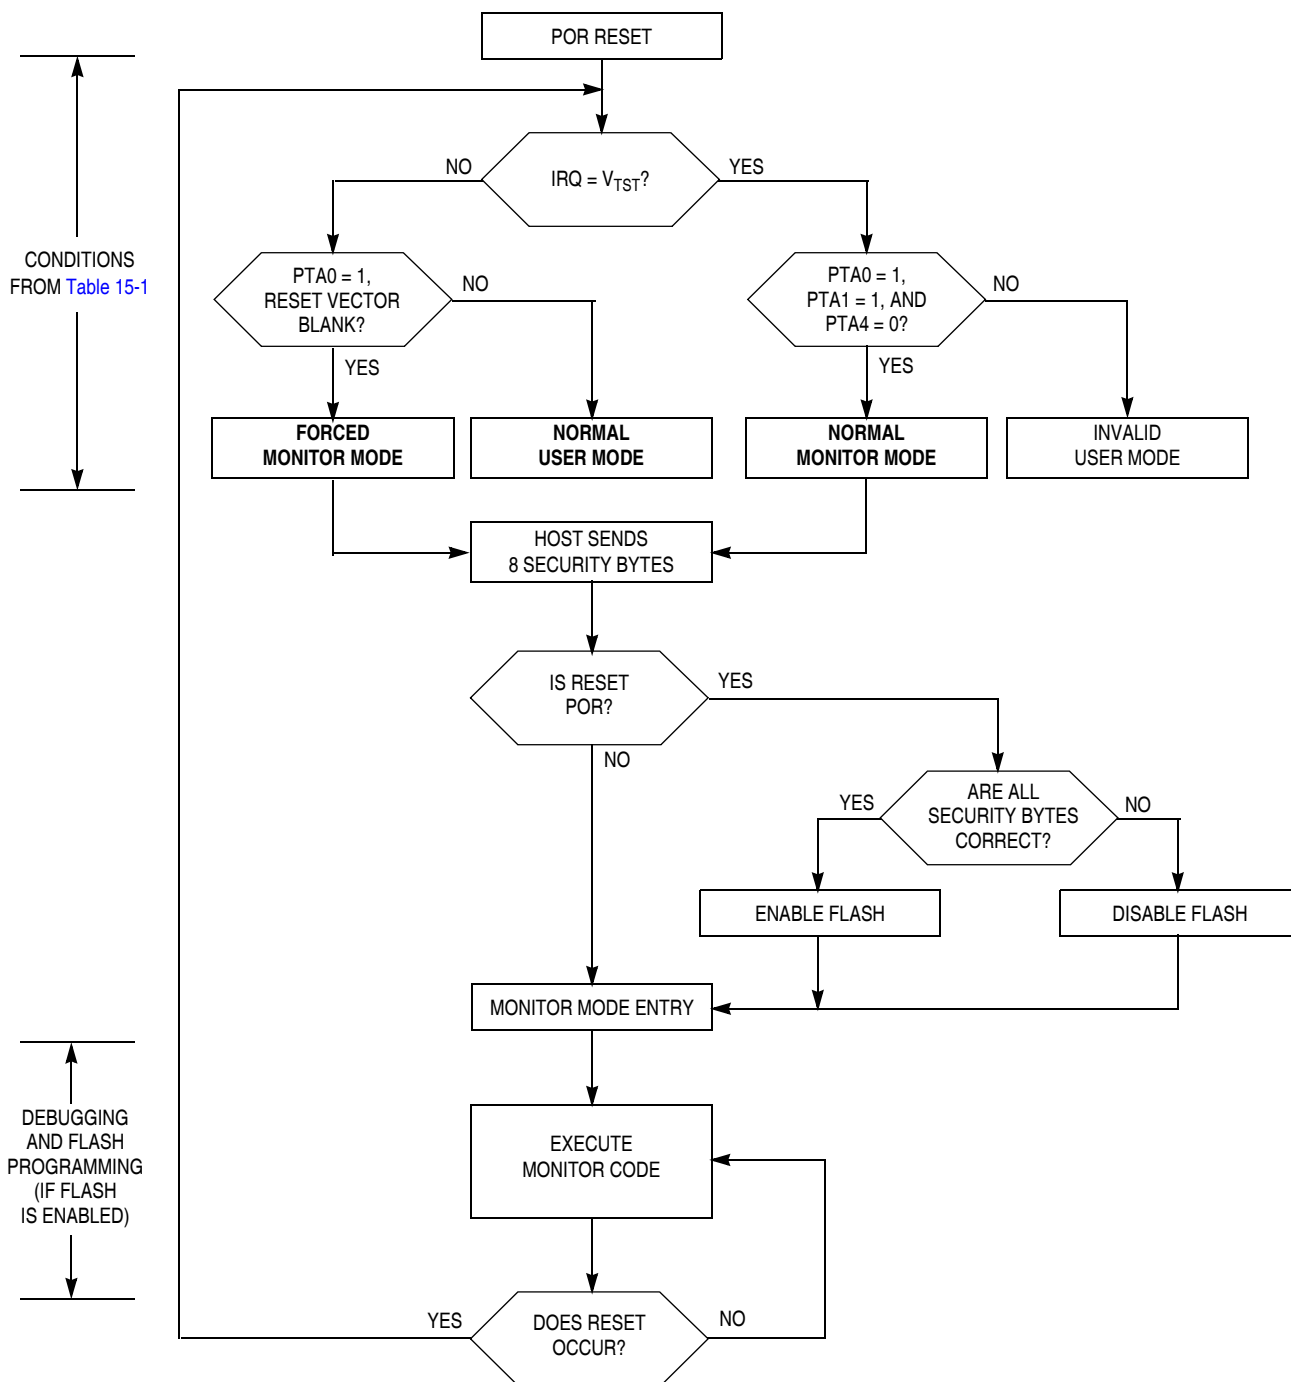 POR RESET
NO
IRQ = VTST?
YES
CONDITIONS
FROM Table 15-1
PTA0 = 1,
RESET VECTOR
BLANK?
NO
YES
PTA0 = 1,
PTA1 = 1, AND
PTA4 = 0?
NO
YES
FORCED
MONITOR MODE
NORMAL
USER MODE
NORMAL
MONITOR MODE
INVALID
USER MODE
HOST SENDS
8 SECURITY BYTES
IS RESET
POR?
YES
NO
YES
ARE ALL
SECURITY BYTES
CORRECT?
NO
ENABLE FLASH
DISABLE FLASH
MONITOR MODE ENTRY
DEBUGGING
AND FLASH
PROGRAMMING
(IF FLASH
IS ENABLED)
EXECUTE
MONITOR CODE
YES
DOES RESET
OCCUR?
NO